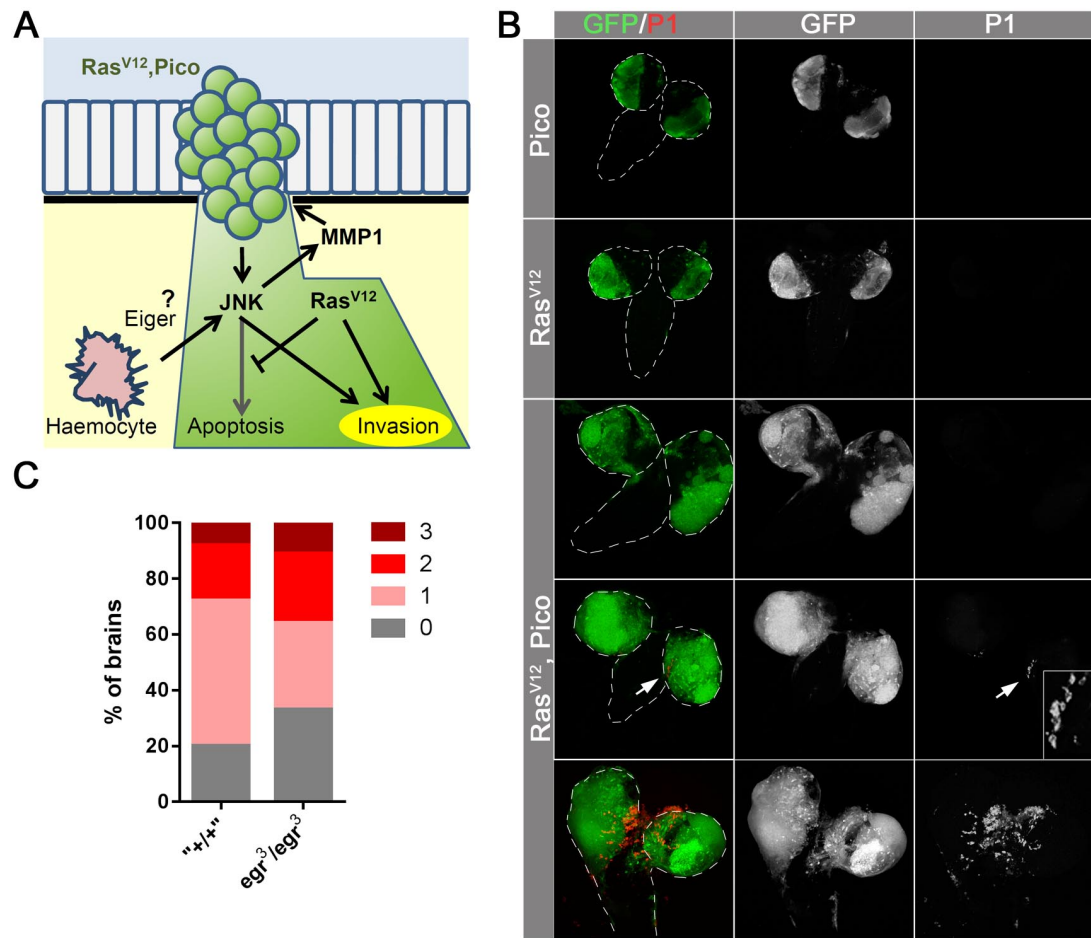 A
Ras^V12,Pico
MMP1
?
Eiger
JNK
Ras^V12
Haemocyte
Apoptosis
Invasion
B
GFP/P1
GFP
P1
Pico
Ras^V12
Ras^V12, Pico
C
% of brains
100
80
60
40
20
0
"+/+"
egr^3/egr^3
3
2
1
0